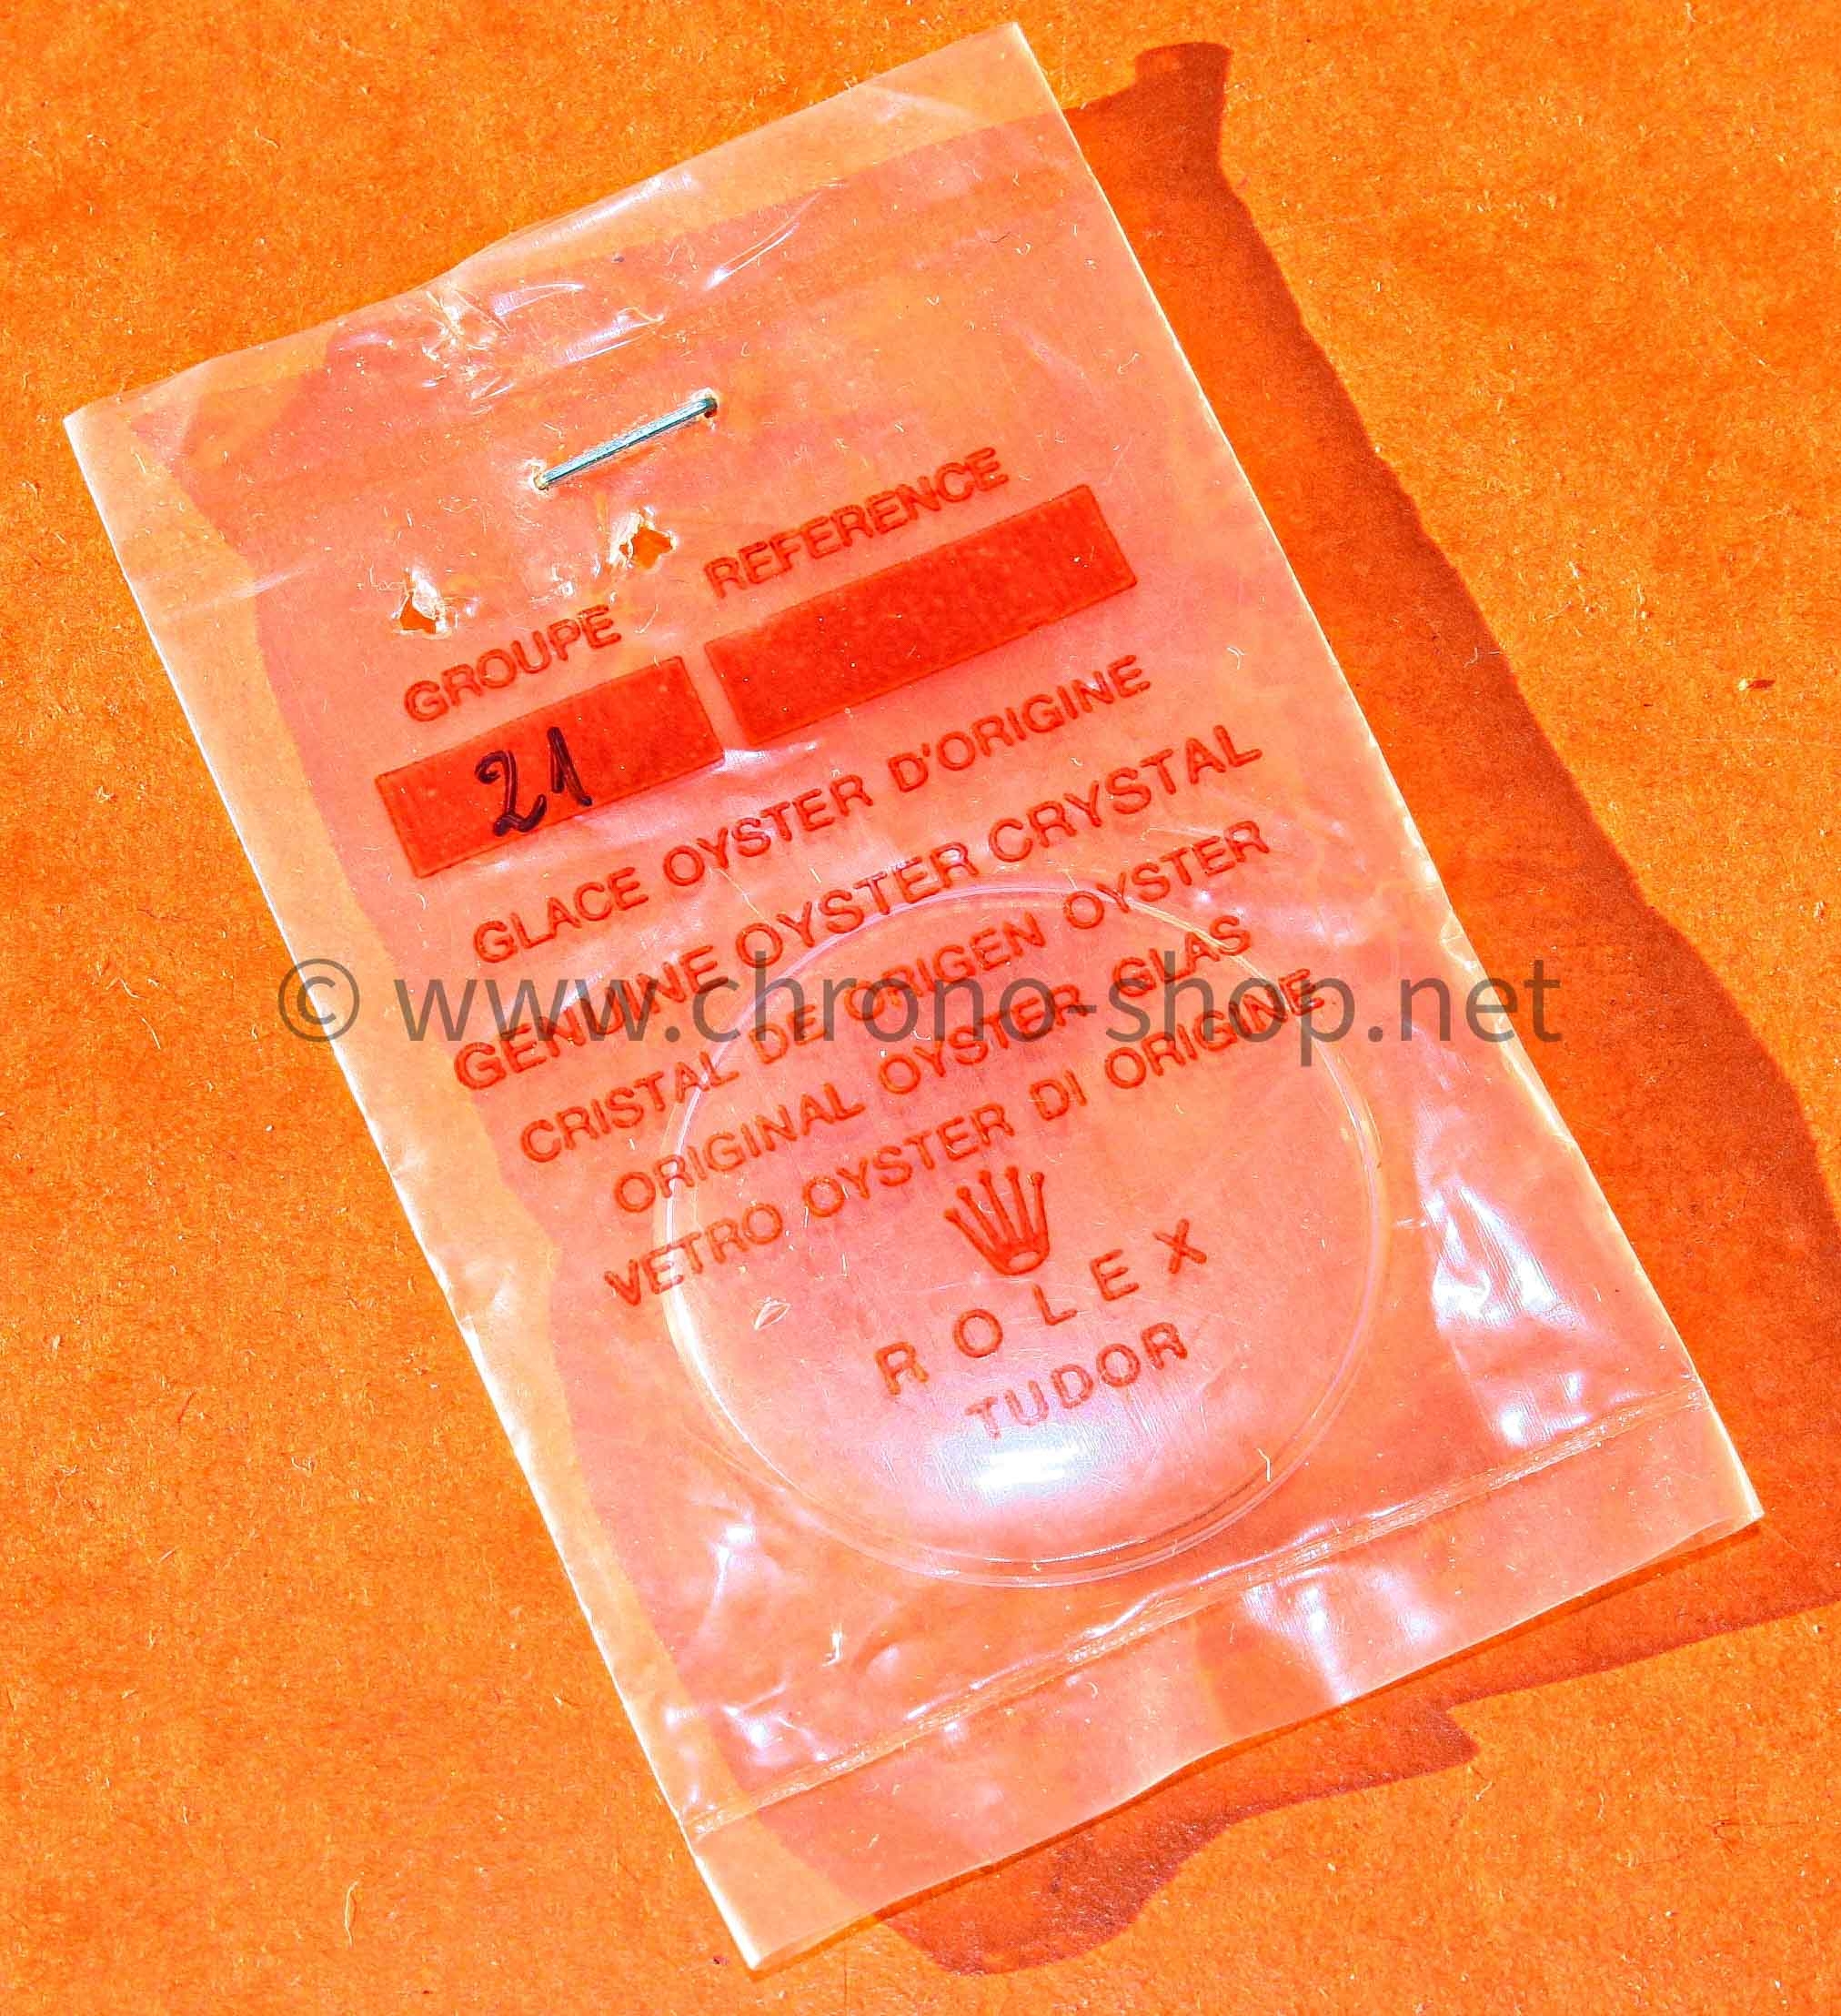 GROUPE REFERENCE
21
GLACE OYSTER D'ORIGINE
GENUINE OYSTER CRYSTAL
CRISTAL DE ORIGEN OYSTER
ORIGINAL OYSTER GLAS
VETRO OYSTER DI ORIGINE
ROLEX
TUDOR
© www.chrono-shop.net